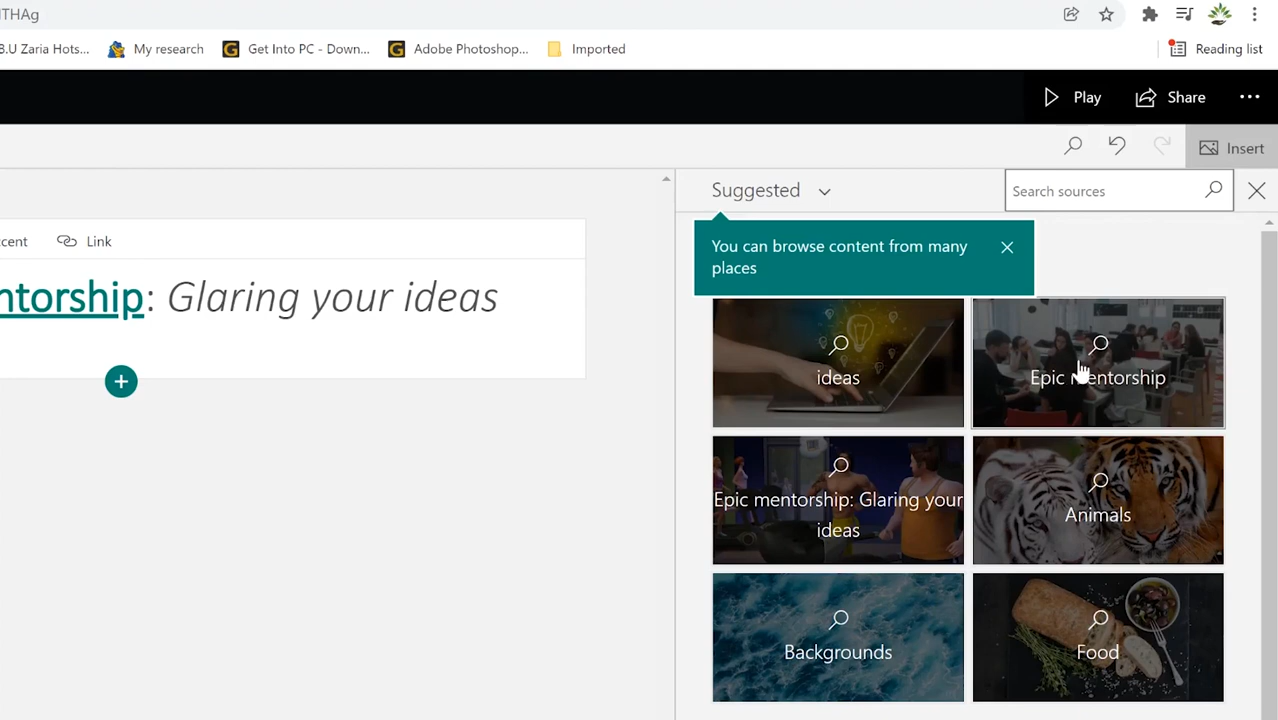 ITHAg
3.U Zaria Hots... My research Get Into PC - Down... Adobe Photoshop... Imported Reading list
Play Share
Insert
Suggested Search sources
You can browse content from many
places
cent Link
ntorship: Glaring your ideas
ideas
Epic mentorship
Epic mentorship: Glaring your
ideas
Animals
Backgrounds
Food